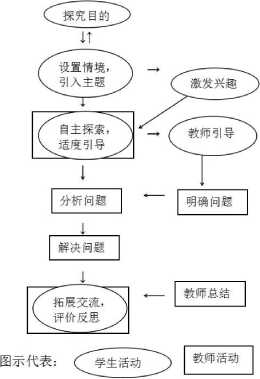 探究目的
设置情境，
引入主题
激发兴趣
自主探索，
适度引导
教师引导
分析问题
明确问题
解决问题
教师总结
拓展交流，
评价反思
图示代表：
学生活动
教师活动